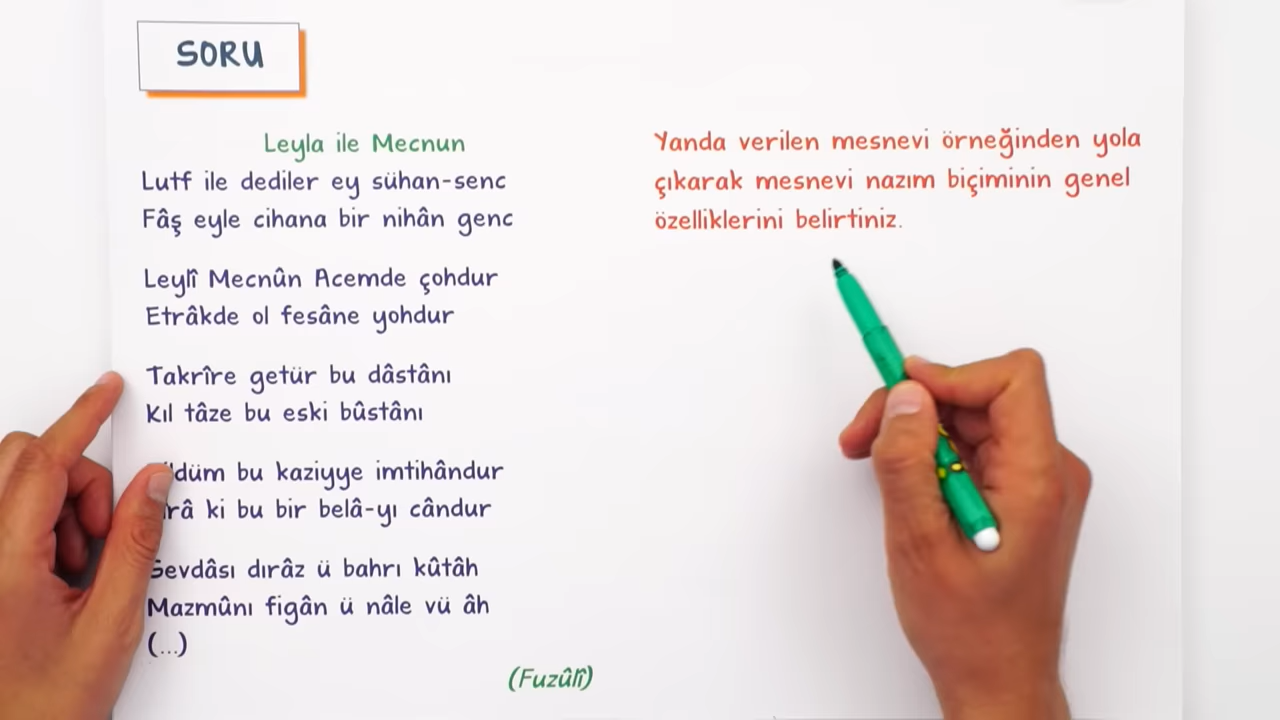 SORU
Leyla ile Mecnun
Lutf ile dediler ey sühan-senc
Fâş eyle cihana bir nihân genc
Leylî Mecnûn Acemde çohdur
Etrâkde ol fesâne yohdur
Takrîre getür bu dâstânı
Kıl tâze bu eski bûstânı
bu kaziyye imtihândur
ki bu bir belâ-yı cândur
Sevdâsı dırâz ü bahrı kûtâh
Mazmûnı figân ü nâle vü âh
(...)
(Fuzûlî)
Yanda verilen mesnevi örneğinden yola
çıkarak mesnevi nazım biçiminin genel
özelliklerini belirtiniz.